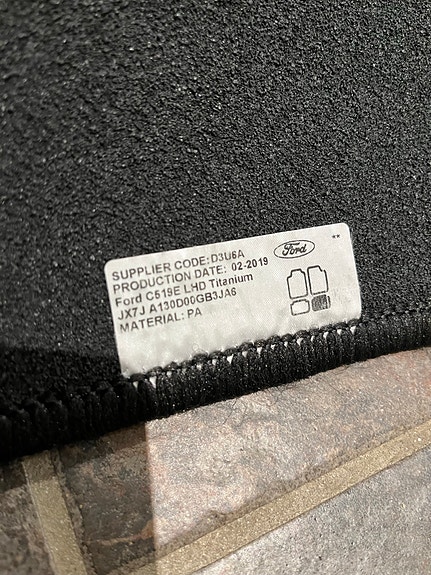 SUPPLIER CODE:D3U6A
PRODUCTION DATE: 02-2019
Ford C519E LHD Titanium
JX7J A130D00GB3JA6
MATERIAL: PA
Ford
**